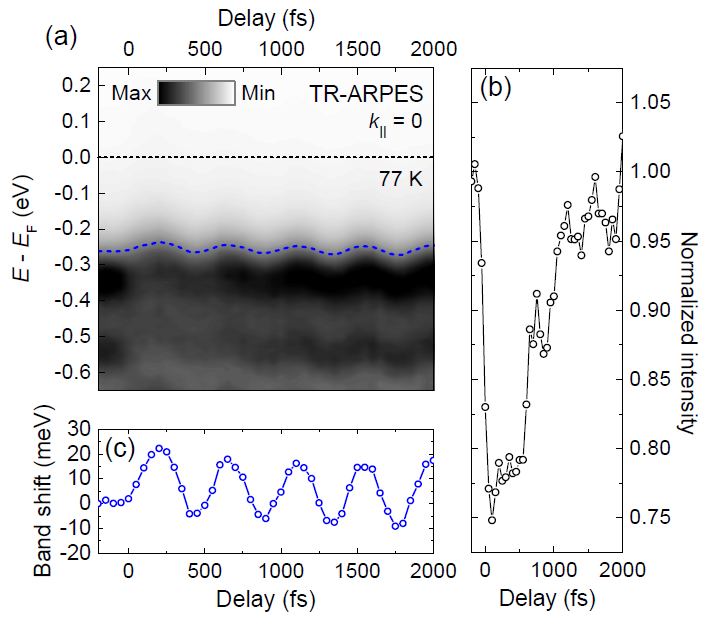 Delay (fs)
(a)
0 500 1000 1500 2000
Max Min TR-ARPES
k|| = 0
77 K
0.2
0.1
0.0
-0.1
-0.2
-0.3
-0.4
-0.5
-0.6
E - EF (eV)
(b)
1.05
1.00
0.95
0.90
0.85
0.80
0.75
Normalized intensity
0 1000 2000
Delay (fs)
(c)
30
20
10
0
-10
-20
Band shift (meV)
0 500 1000 1500 2000
Delay (fs)